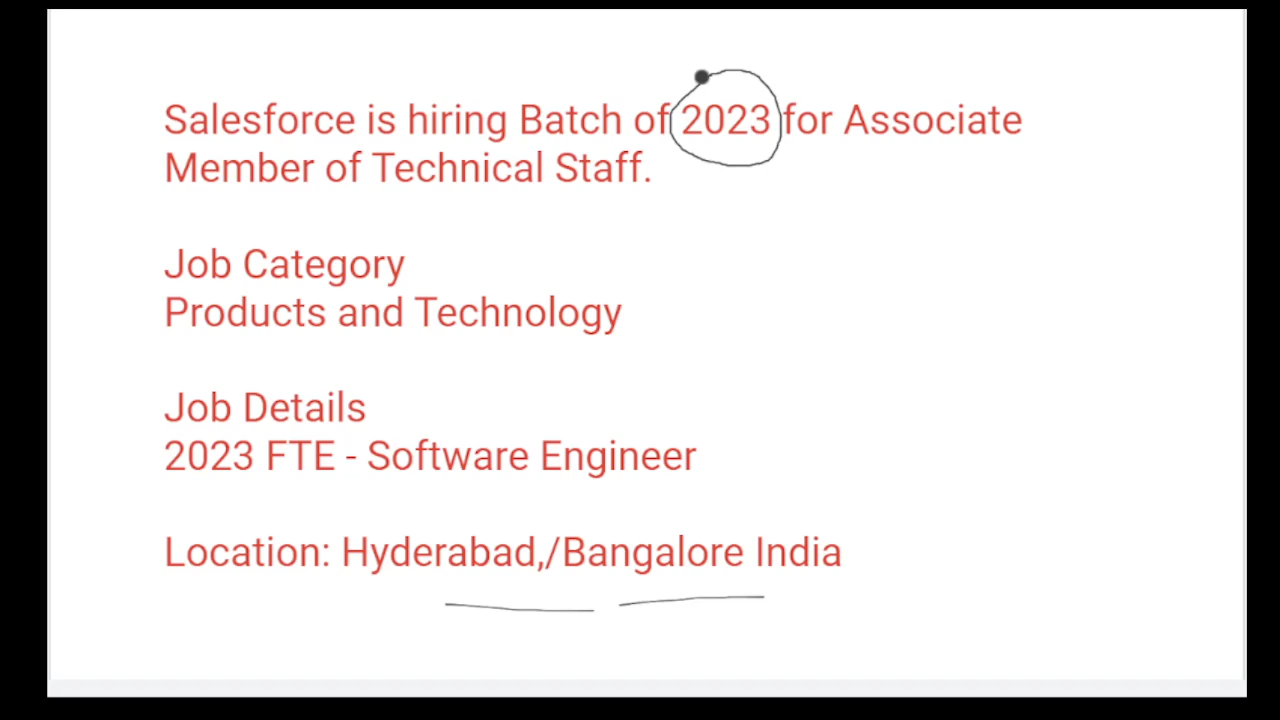 Salesforce is hiring Batch of 2023 for Associate
Member of Technical Staff.
Job Category
Products and Technology
Job Details
2023 FTE - Software Engineer
Location: Hyderabad,/Bangalore India